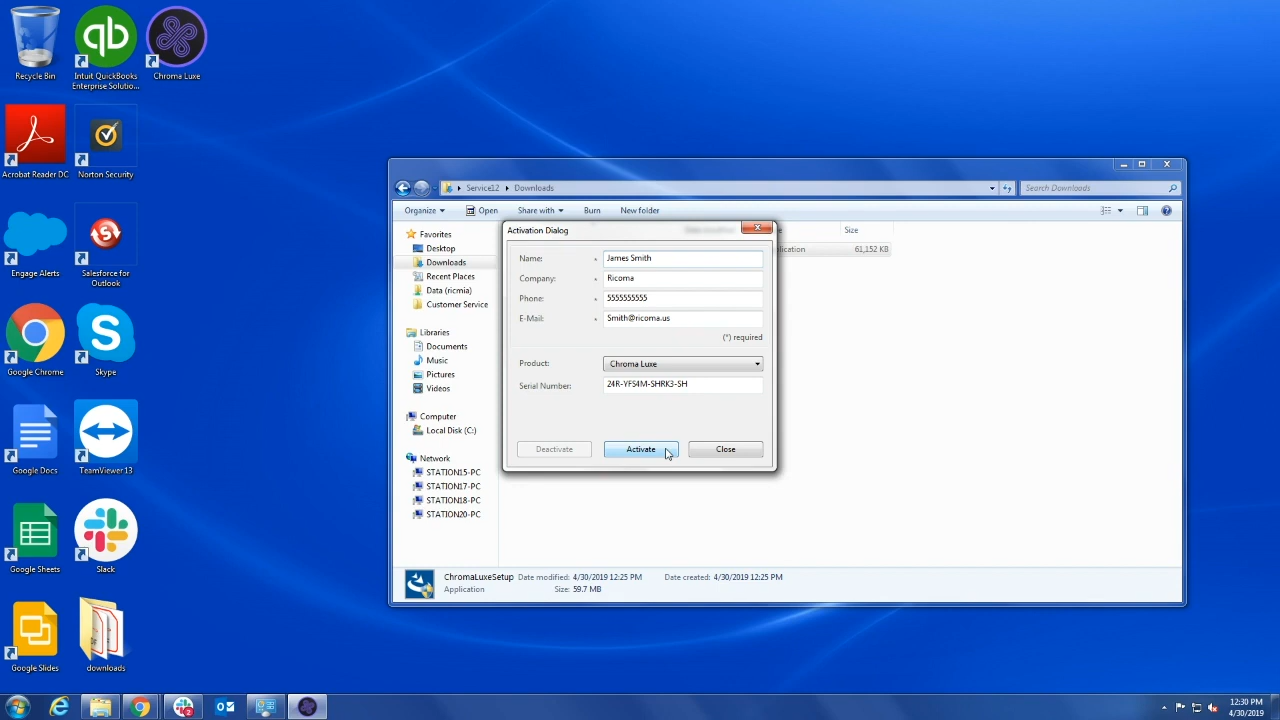 Recycle Bin
Intuit QuickBooks
Enterprise Solutio...
Chroma Luxe
Acrobat Reader DC
Norton Security
Engage Alerts
Salesforce for
Outlook
Google Chrome
Skype
Google Docs
TeamViewer 13
Google Sheets
Slack
Google Slides
downloads
Service12 Downloads
Search Downloads
Organize Open Share with Burn New folder
Favorites
Desktop
Downloads
Recent Places
Data (ricmia)
Customer Service
Libraries
Documents
Music
Pictures
Videos
Computer
Local Disk (C:)
Network
STATION15-PC
STATION17-PC
STATION18-PC
STATION20-PC
Size
61,152 KB
Activation Dialog
Name: * James Smith
Company: * Ricoma
Phone: * 5555555555
E-Mail: * Smith@ricoma.us
(*) required
Product: Chroma Luxe
Serial Number: 24R-YFS4M-SHRK3-SH
Deactivate Activate Close
ChromaLuxeSetup Date modified: 4/30/2019 12:25 PM Date created: 4/30/2019 12:25 PM
Application Size: 59.7 MB
12:30 PM
4/30/2019